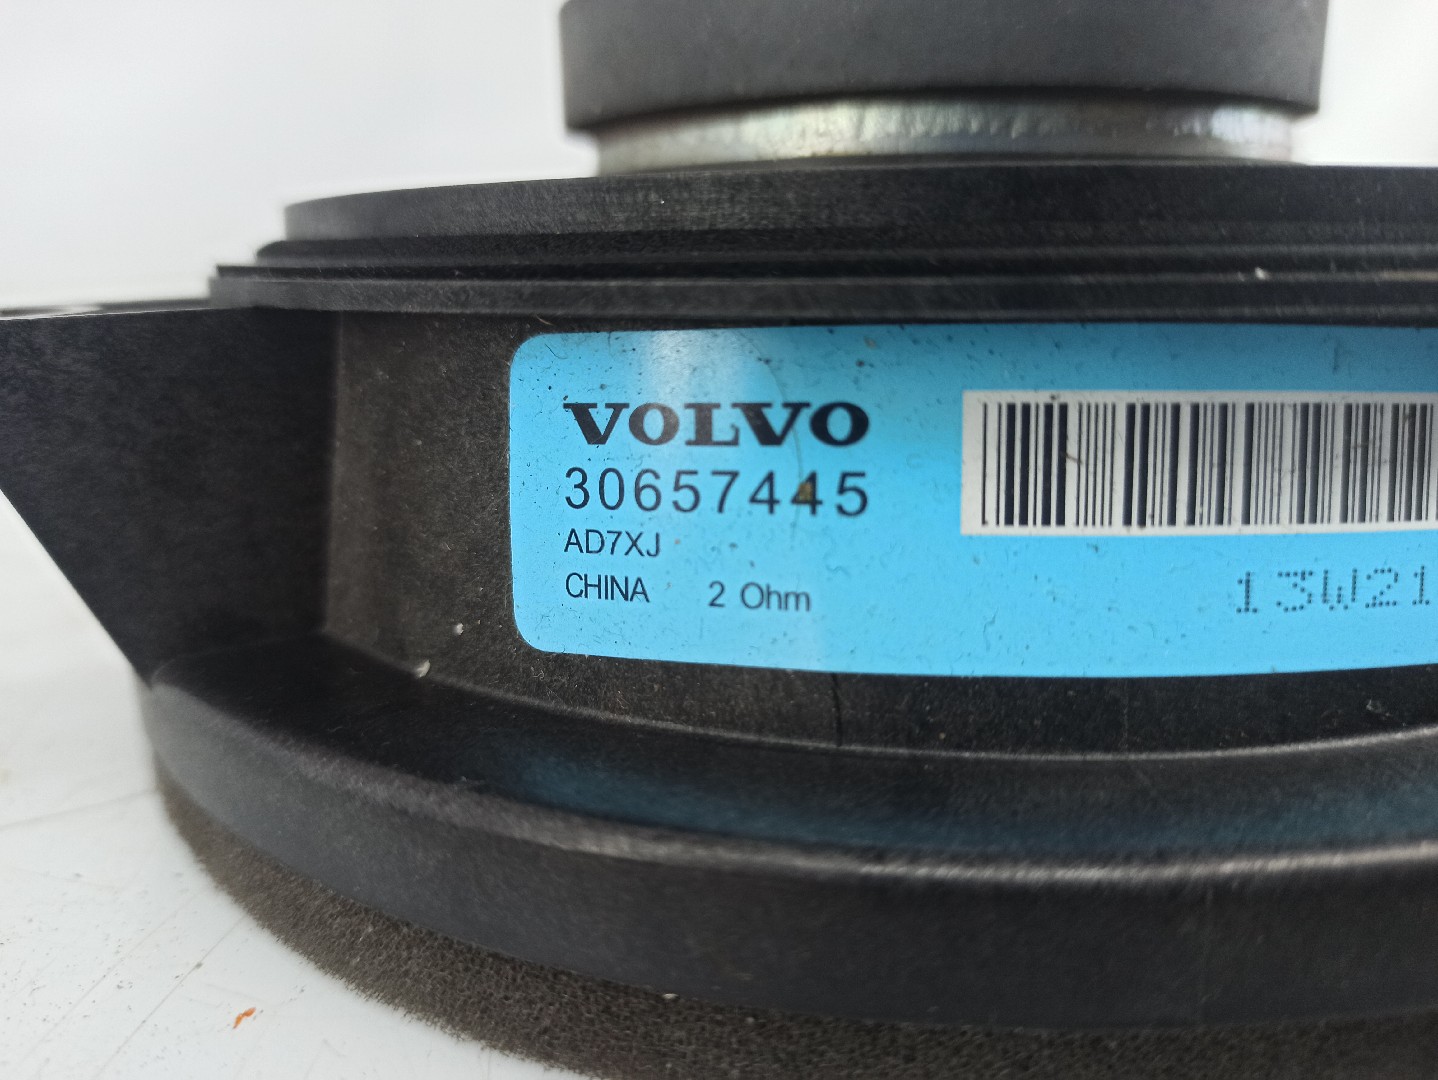 VOLVO
30657445
AD7XJ
CHINA 2 Ohm
13W21